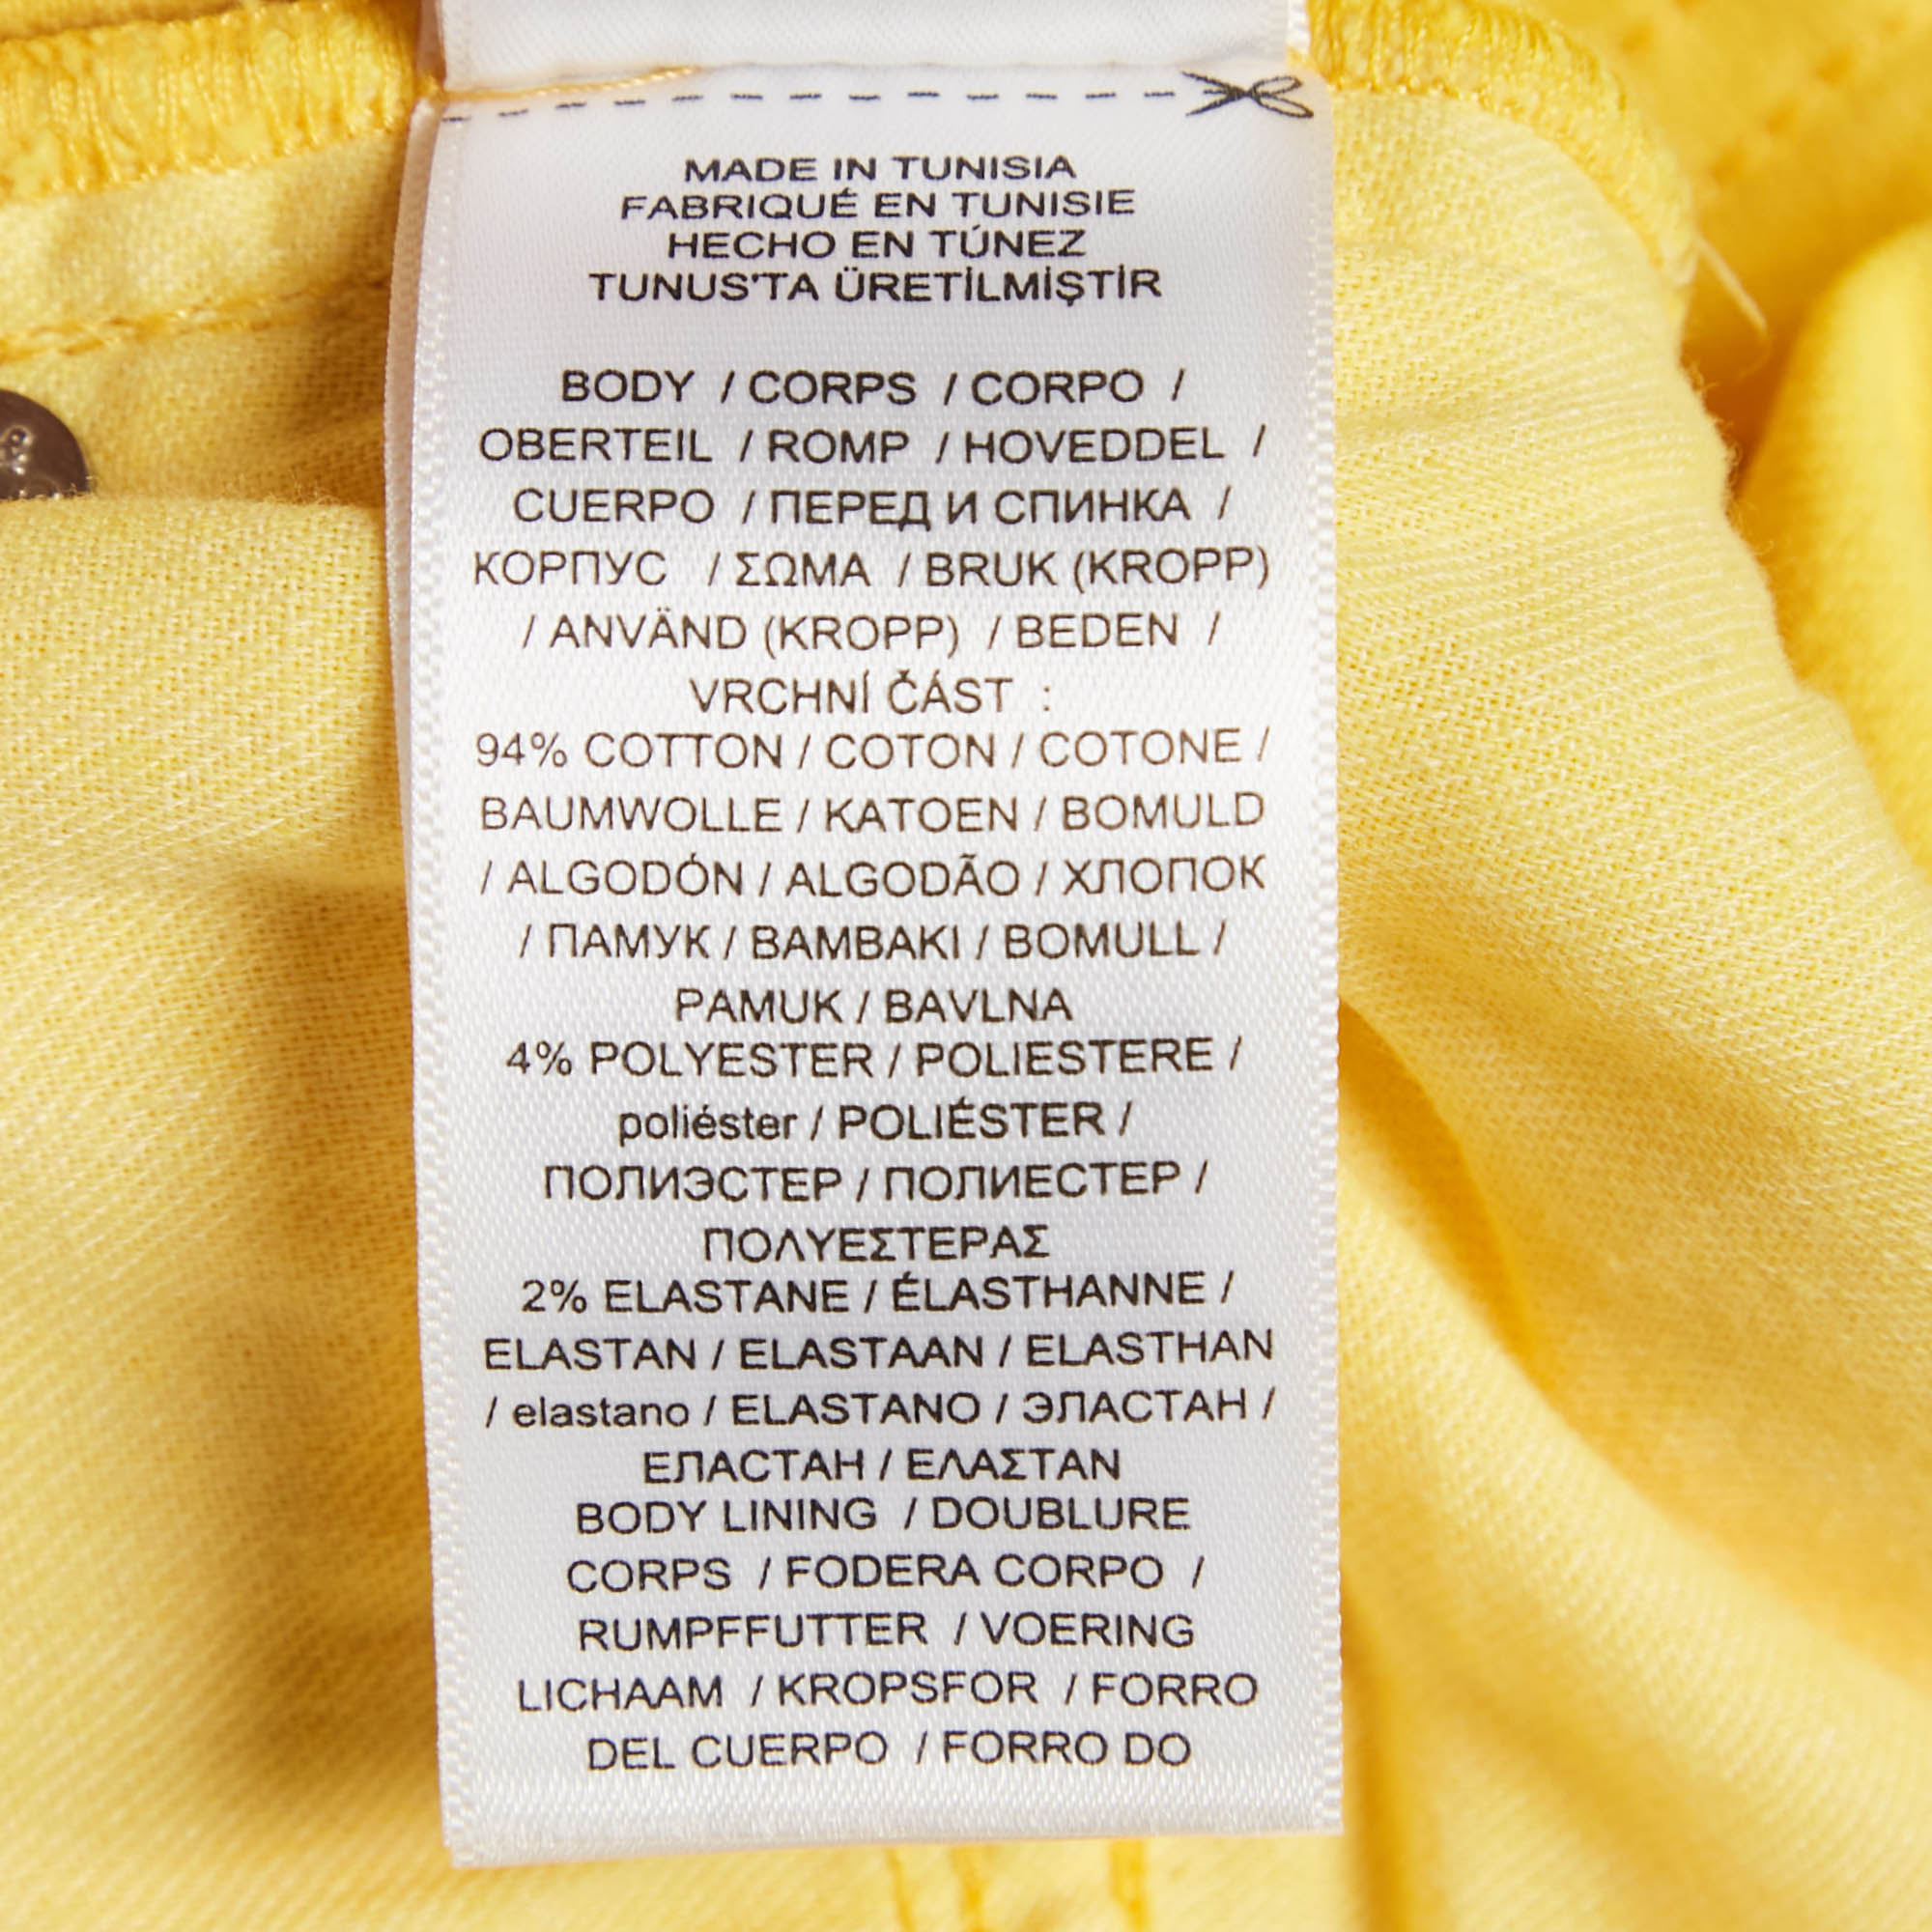 MADE IN TUNISIA
FABRIQUÉ EN TUNISIE
HECHO EN TÚNEZ
TUNUS'TA ÜRETİLMİŞTİR
BODY / CORPS / CORPO /
OBERTEIL / ROMP / HOVEDDEL /
CUERPO / ПЕРЕД И СПИНКА /
КОРПУС / ΣΩΜΑ / BRUK (KROPP)
/ ANVÄND (KROPP) / BEDEN /
VRCHNÍ ČÁST :
94% COTTON / COTON / COTONE /
BAUMWOLLE / KATOEN / BOMULD
/ ALGODÓN / ALGODÃO / ХЛОПОК
/ ПАМУК / BAMBAKI / BOMULL /
PAMUK / BAVLNA
4% POLYESTER / POLIESTERE /
poliéster / POLIÉSTER /
ПОЛИЭСТЕР / ПОЛИЕСТЕР /
ΠΟΛΥΕΣΤΕΡΑΣ
2% ELASTANE / ÉLASTHANNE /
ELASTAN / ELASTAAN / ELASTHAN
/ elastano / ELASTANO / ЭЛАСТАН /
ЕЛАСТАН / ΕΛΑΣΤΑΝ
BODY LINING / DOUBLURE
CORPS / FODERA CORPO /
RUMPFFUTTER / VOERING
LICHAAM / KROPSFOR / FORRO
DEL CUERPO / FORRO DO